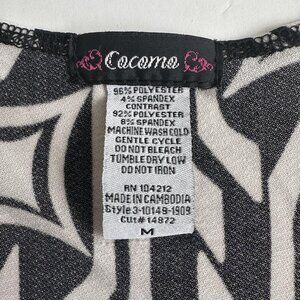 Cocomo
96% POLYESTER
4% SPANDEX
CONTRAST
92% POLYESTER
8% SPANDEX
MACHINE WASH COLD
GENTLE CYCLE
DO NOT BLEACH
TUMBLE DRY LOW
DO NOT IRON
RN 104212
MADE IN CAMBODIA
Style 3-10149-1909
Cut# 14872
M